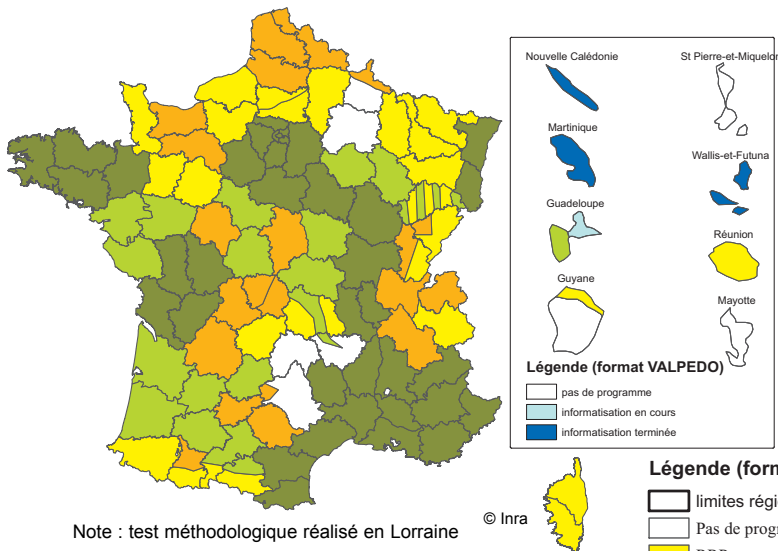 Nouvelle Calédonie
St Pierre-et-Miquelon
Martinique
Wallis-et-Futuna
Guadeloupe
Réunion
Guyane
Mayotte
Légende (format VALPEDO)
pas de programme
informatisation en cours
informatisation terminée
Note : test méthodologique réalisé en Lorraine
© Inra
Légende (form
limites régi
Pas de progr